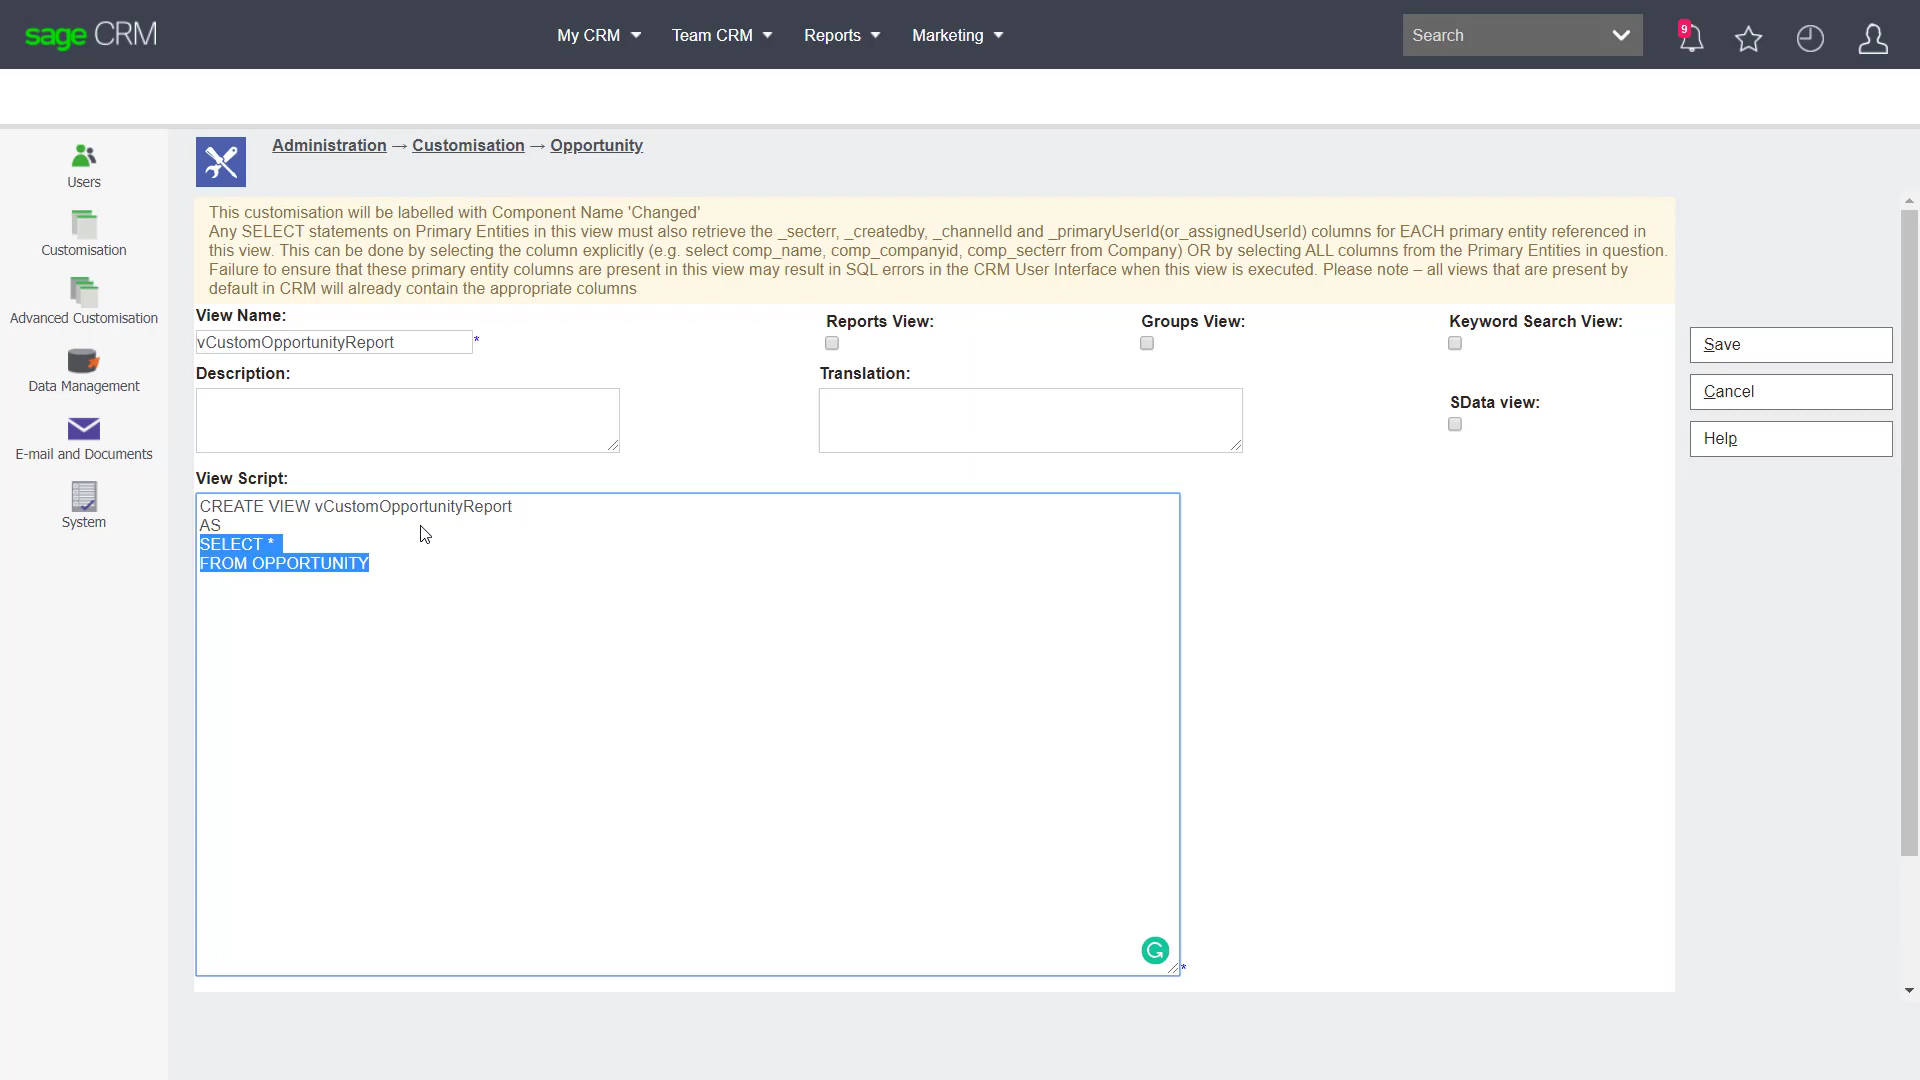 sage CRM
My CRM
Team CRM
Reports
Marketing
Search
9
Administration → Customisation → Opportunity
Users
Customisation
Advanced Customisation
Data Management
E-mail and Documents
System
This customisation will be labelled with Component Name 'Changed'
Any SELECT statements on Primary Entities in this view must also retrieve the _secterr, _createdby, _channelId and _primaryUserId(or_assignedUserId) columns for EACH primary entity referenced in
this view. This can be done by selecting the column explicitly (e.g. select comp_name, comp_companyid, comp_secterr from Company) OR by selecting ALL columns from the Primary Entities in question.
Failure to ensure that these primary entity columns are present in this view may result in SQL errors in the CRM User Interface when this view is executed. Please note – all views that are present by
default in CRM will already contain the appropriate columns
View Name:
vCustomOpportunityReport *
Reports View:
Groups View:
Keyword Search View:
Description:
Translation:
SData view:
View Script:
CREATE VIEW vCustomOpportunityReport
AS
SELECT *
FROM OPPORTUNITY
*
Save
Cancel
Help